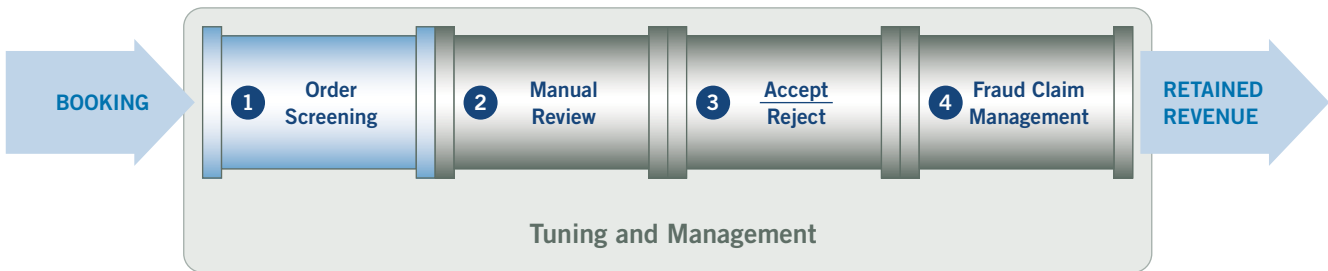 BOOKING
1
Order
Screening
2
Manual
Review
3
Accept
Reject
4
Fraud Claim
Management
RETAINED
REVENUE
Tuning and Management